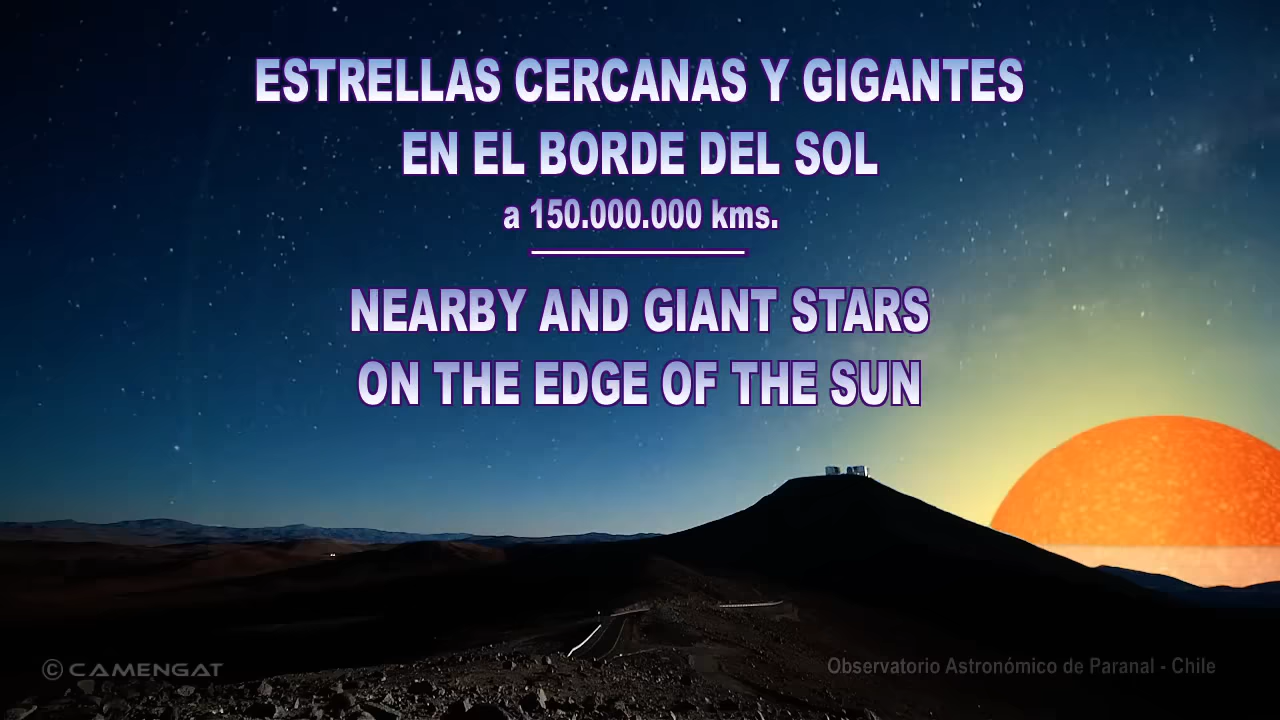 ESTRELLAS CERCANAS Y GIGANTES
EN EL BORDE DEL SOL
a 150.000.000 kms.
NEARBY AND GIANT STARS
ON THE EDGE OF THE SUN
© CAMENGAT
Observatorio Astronómico de Paranal - Chile